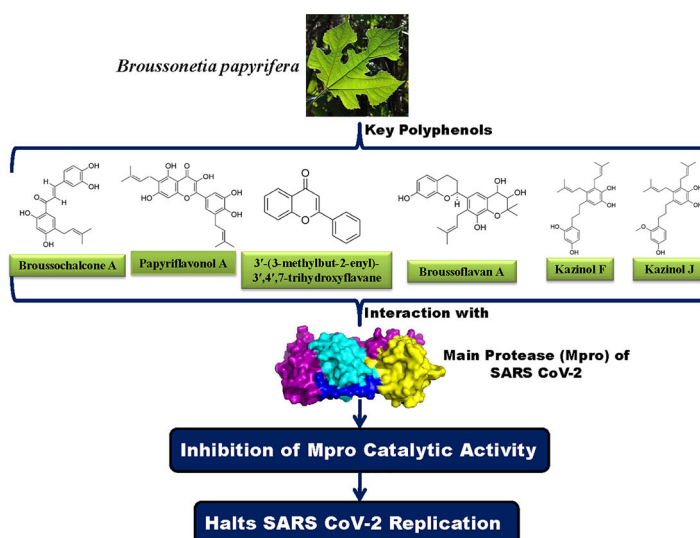 Broussonetia papyrifera
Key Polyphenols
Broussochalcone A
Papyriflavonol A
3′-(3-methylbut-2-enyl)-
3′,4′,7-trihydroxyflavane
Broussoflavan A
Kazinol F
Kazinol J
Interaction with
Main Protease (Mpro) of
SARS CoV-2
Inhibition of Mpro Catalytic Activity
Halts SARS CoV-2 Replication